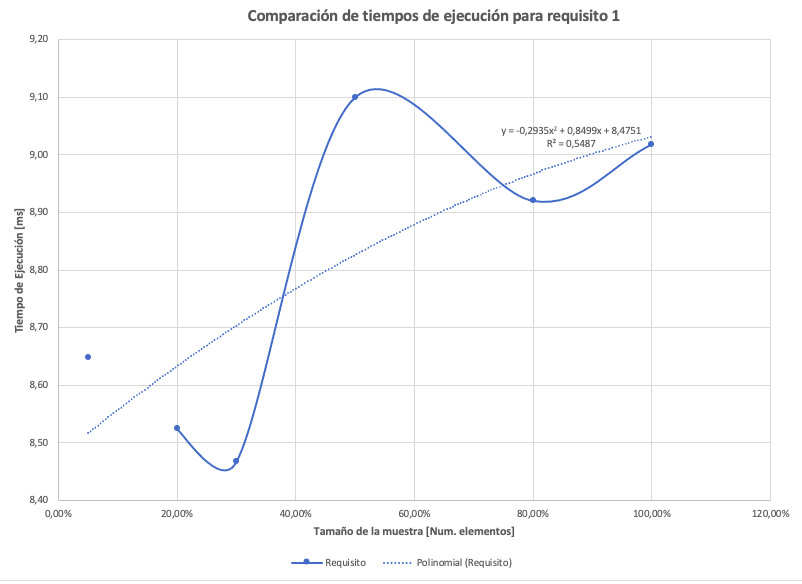 Comparación de tiempos de ejecución para requisito 1
9,20
9,10
9,00
8,90
8,80
8,70
8,60
8,50
8,40
Tiempo de Ejecución [ms]
y = -0,2935x² + 0,8499x + 8,4751
R² = 0,5487
0,00% 20,00% 40,00% 60,00% 80,00% 100,00% 120,00%
Tamaño de la muestra [Num. elementos]
Requisito Polinomial (Requisito)